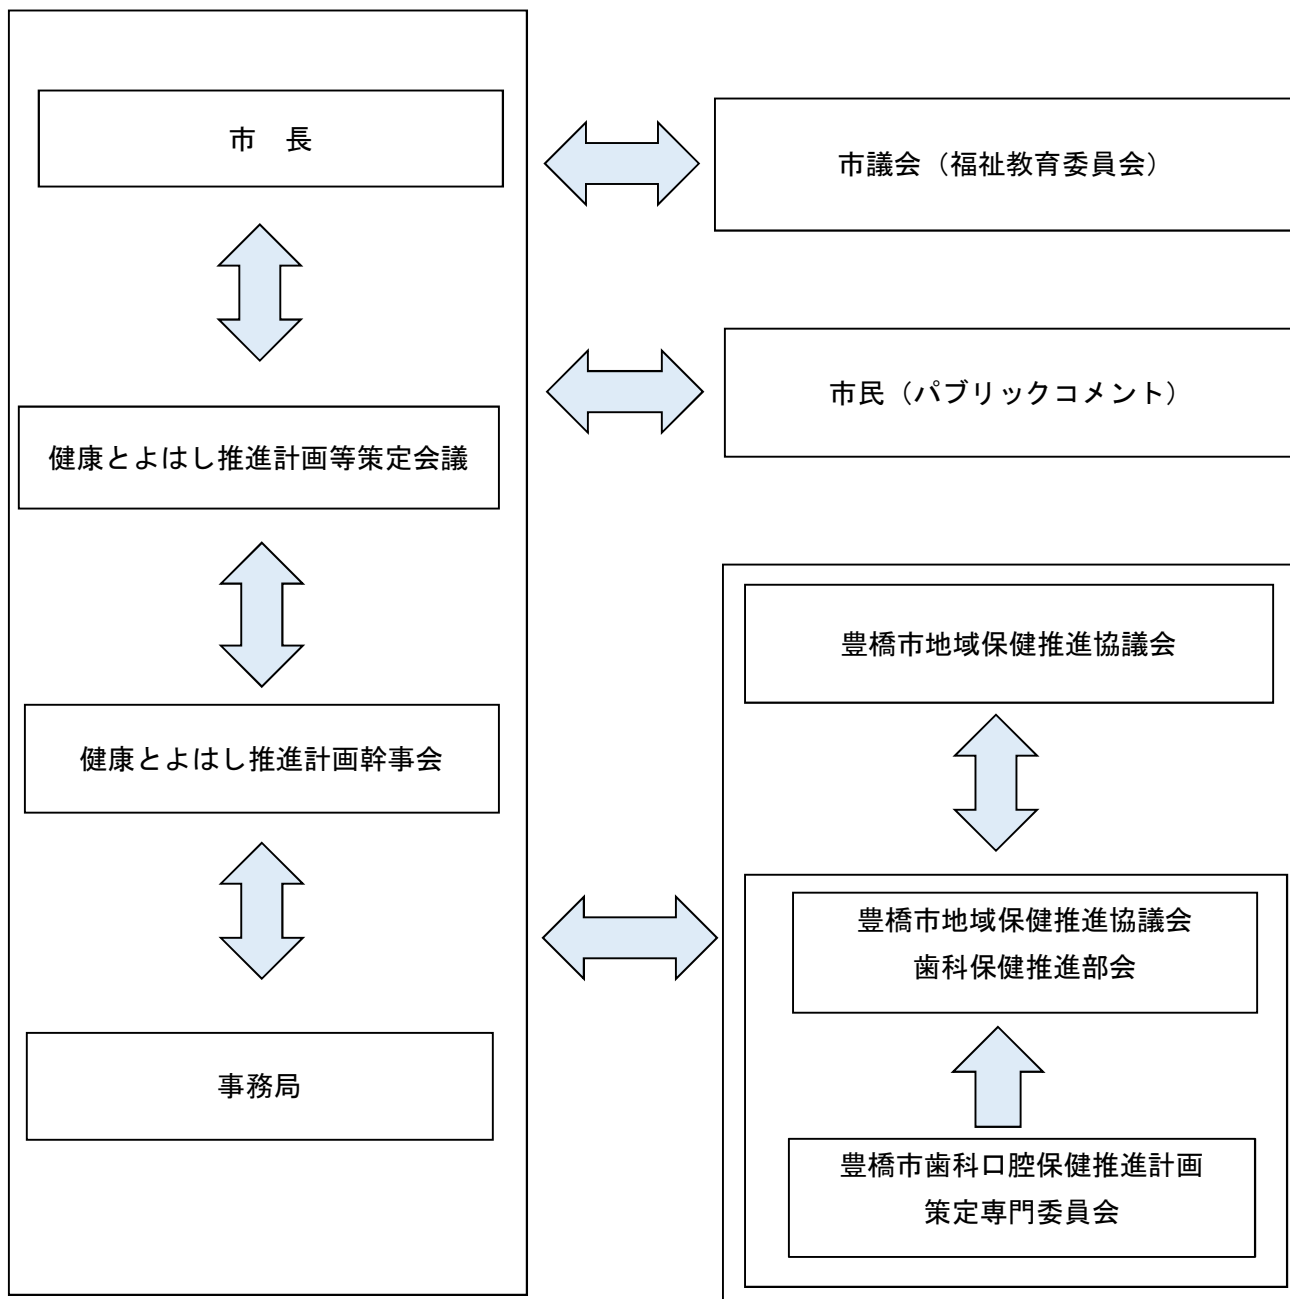 市　長
健康とよはし推進計画等策定会議
健康とよはし推進計画幹事会
事務局
市議会（福祉教育委員会）
市民（パブリックコメント）
豊橋市地域保健推進協議会
豊橋市地域保健推進協議会
歯科保健推進部会
豊橋市歯科口腔保健推進計画
策定専門委員会